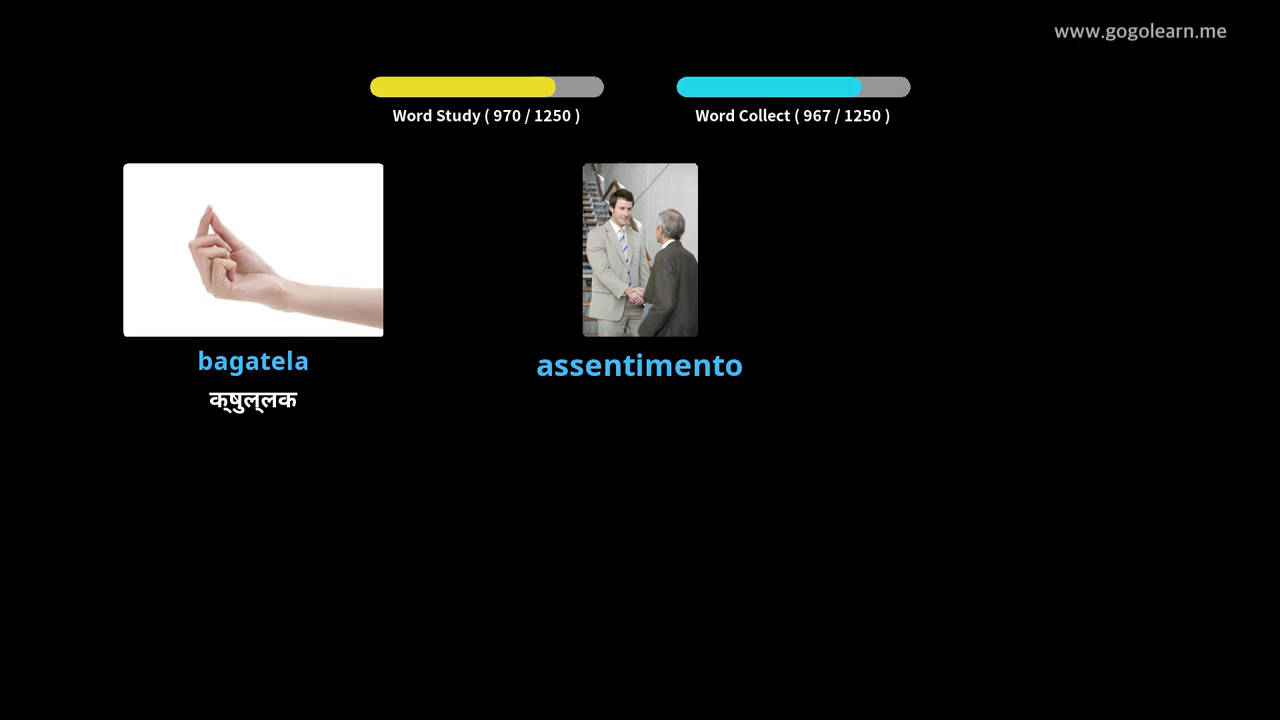 www.gogolearn.me
Word Study ( 970 / 1250 )
Word Collect ( 967 / 1250 )
bagatela
क्षुल्लक
assentimento